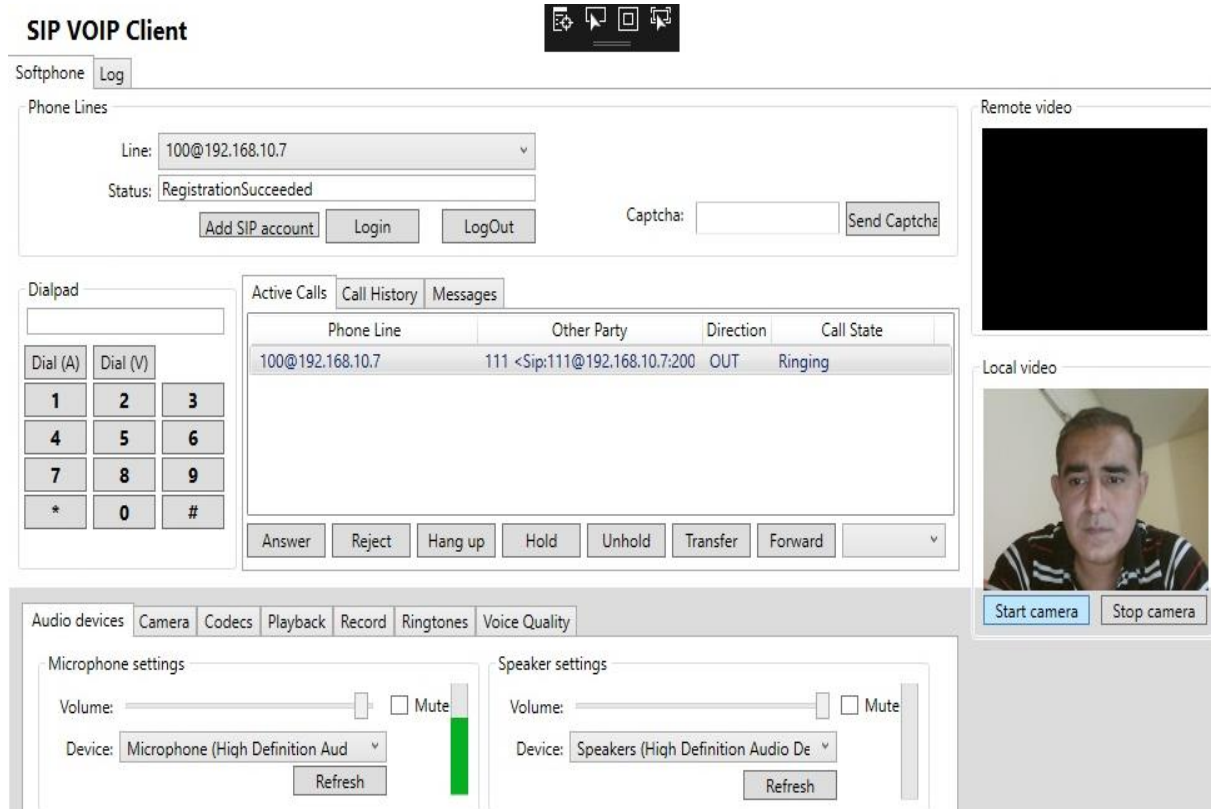 SIP VOIP Client
Softphone Log
Phone Lines
Line: 100@192.168.10.7
Status: RegistrationSucceeded
Add SIP account Login LogOut
Captcha: Send Captcha
Remote video
Dialpad
Dial (A) Dial (V)
1 2 3
4 5 6
7 8 9
* 0 #
Active Calls Call History Messages
Phone Line Other Party Direction Call State
100@192.168.10.7 111 <Sip:111@192.168.10.7:200 OUT Ringing
Answer Reject Hang up Hold Unhold Transfer Forward
Local video
Start camera Stop camera
Audio devices Camera Codecs Playback Record Ringtones Voice Quality
Microphone settings
Volume: Mute
Device: Microphone (High Definition Aud
Refresh
Speaker settings
Volume: Mute
Device: Speakers (High Definition Audio De
Refresh